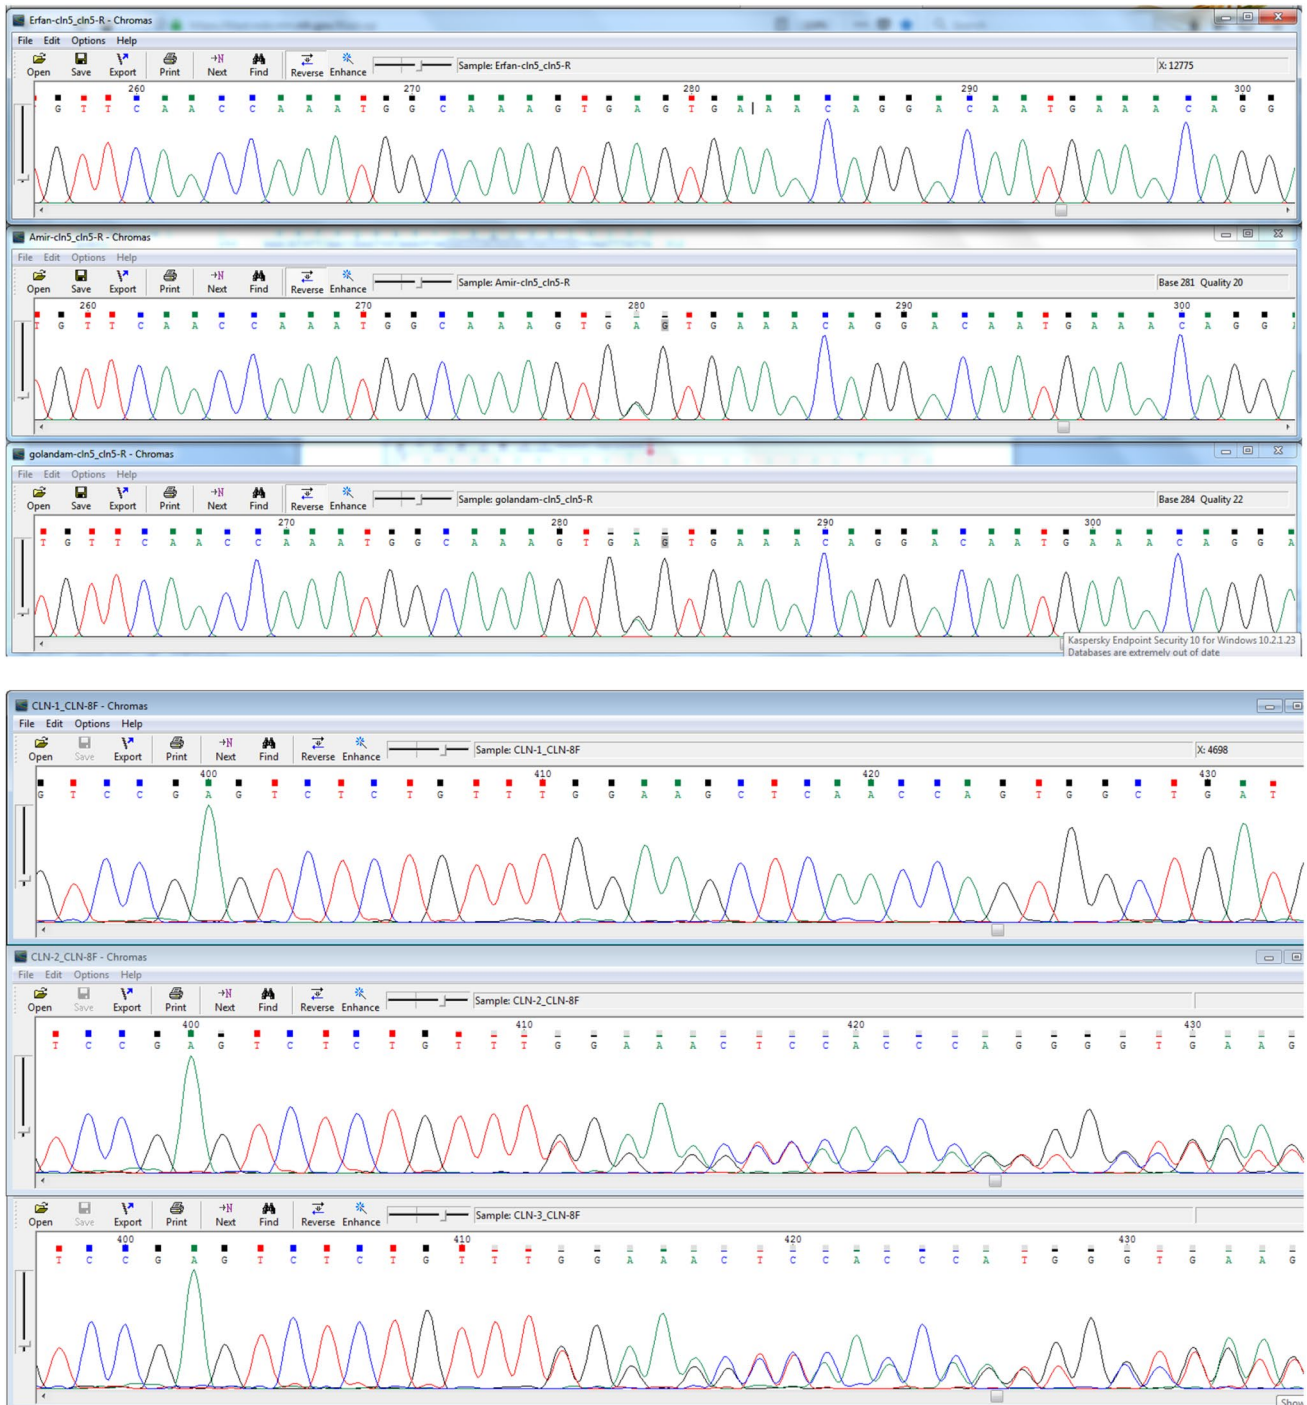 Erfan-cln5_cln5-R - Chromas
File Edit Options Help
Open Save Export Print Next Find Reverse Enhance Sample: Erfan-cln5_cln5-R X: 12775
260 270 280 290 300
G T T C A A C C A A A T G G C A A A G T G A G T G A A A C A G G A C A A T G A A A C A G G
Amir-cln5_cln5-R - Chromas
File Edit Options Help
Open Save Export Print Next Find Reverse Enhance Sample: Amir-cln5_cln5-R Base 281 Quality 20
260 270 280 290 300
T G T T C A A C C A A A T G G C A A A G T G A G T G A A A C A G G A C A A T G A A A C A G G
golandam-cln5_cln5-R - Chromas
File Edit Options Help
Open Save Export Print Next Find Reverse Enhance Sample: golandam-cln5_cln5-R Base 284 Quality 22
270 280 290 300
T G T T C A A C C A A A T G G C A A A G T G A G T G A A A C A G G A C A A T G A A A C A G G A
Kaspersky Endpoint Security 10 for Windows 10.2.1.23
Databases are extremely out of date
CLN-1_CLN-8F - Chromas
File Edit Options Help
Open Save Export Print Next Find Reverse Enhance Sample: CLN-1_CLN-8F X: 4698
400 410 420 430
G T C C G A G T C T C T G T T T G G A A G C T C A A C C A G T G G C T G A T
CLN-2_CLN-8F - Chromas
File Edit Options Help
Open Save Export Print Next Find Reverse Enhance Sample: CLN-2_CLN-8F
400 410 420 430
T C C G A G T C T C T G T T T G G A A A C T C C A C C C A G G G G T G A A G
Open Save Export Print Next Find Reverse Enhance Sample: CLN-3_CLN-8F
400 410 420 430
T C C G A G T C T C T G T T T G G A A A C T C C A C C C A T G G G T G A A G
Show